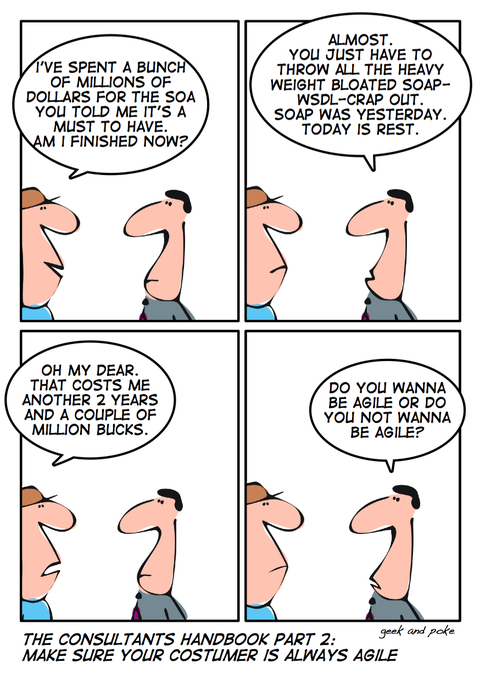 I'VE SPENT A BUNCH
OF MILLIONS OF
DOLLARS FOR THE SOA
YOU TOLD ME IT'S A
MUST TO HAVE.
AM I FINISHED NOW?
ALMOST.
YOU JUST HAVE TO
THROW ALL THE HEAVY
WEIGHT BLOATED SOAP-
WSDL-CRAP OUT.
SOAP WAS YESTERDAY.
TODAY IS REST.
OH MY DEAR.
THAT COSTS ME
ANOTHER 2 YEARS
AND A COUPLE OF
MILLION BUCKS.
DO YOU WANNA
BE AGILE OR DO
YOU NOT WANNA
BE AGILE?
geek and poke
THE CONSULTANTS HANDBOOK PART 2:
MAKE SURE YOUR COSTUMER IS ALWAYS AGILE